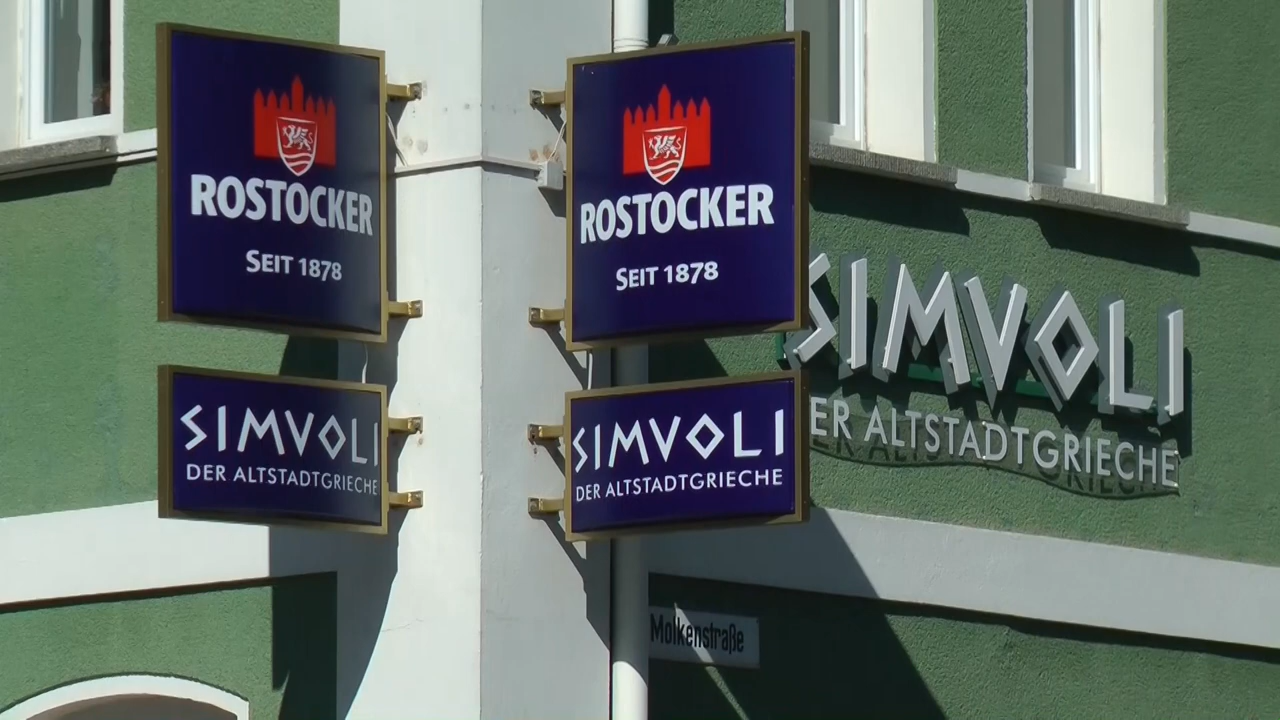 ROSTOCKER
SEIT 1878
SIMVOLI
DER ALTSTADTGRIECHE
ROSTOCKER
SEIT 1878
SIMVOLI
DER ALTSTADTGRIECHE
SIMVOLI
DER ALTSTADTGRIECHE
Molkenstraße